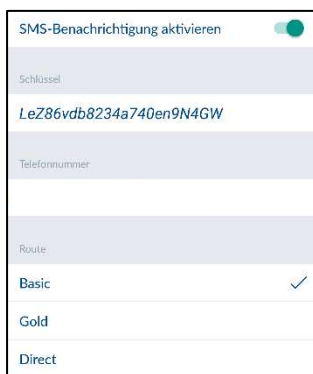 SMS-Benachrichtigung aktivieren
Schlüssel
LeZ86vdb8234a740en9N4GW
Telefonnummer
Route
Basic
Gold
Direct